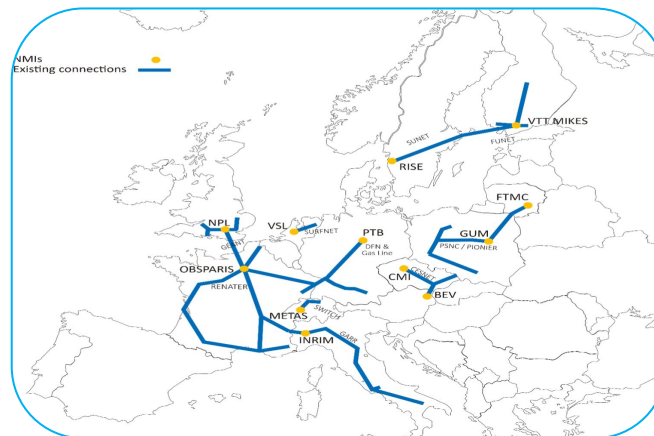 NMIs
Existing connections
VTT MIKES
SUNET
FUNET
RISE
FTMC
NPL
VSL
SURFNET
PTB
GUM
GEANT
DFN &
Gas Line
PSNC / PIONIER
OBSPARIS
CMI
CESNET
RENATER
BEV
METAS
SWITCH
INRIM
GARR